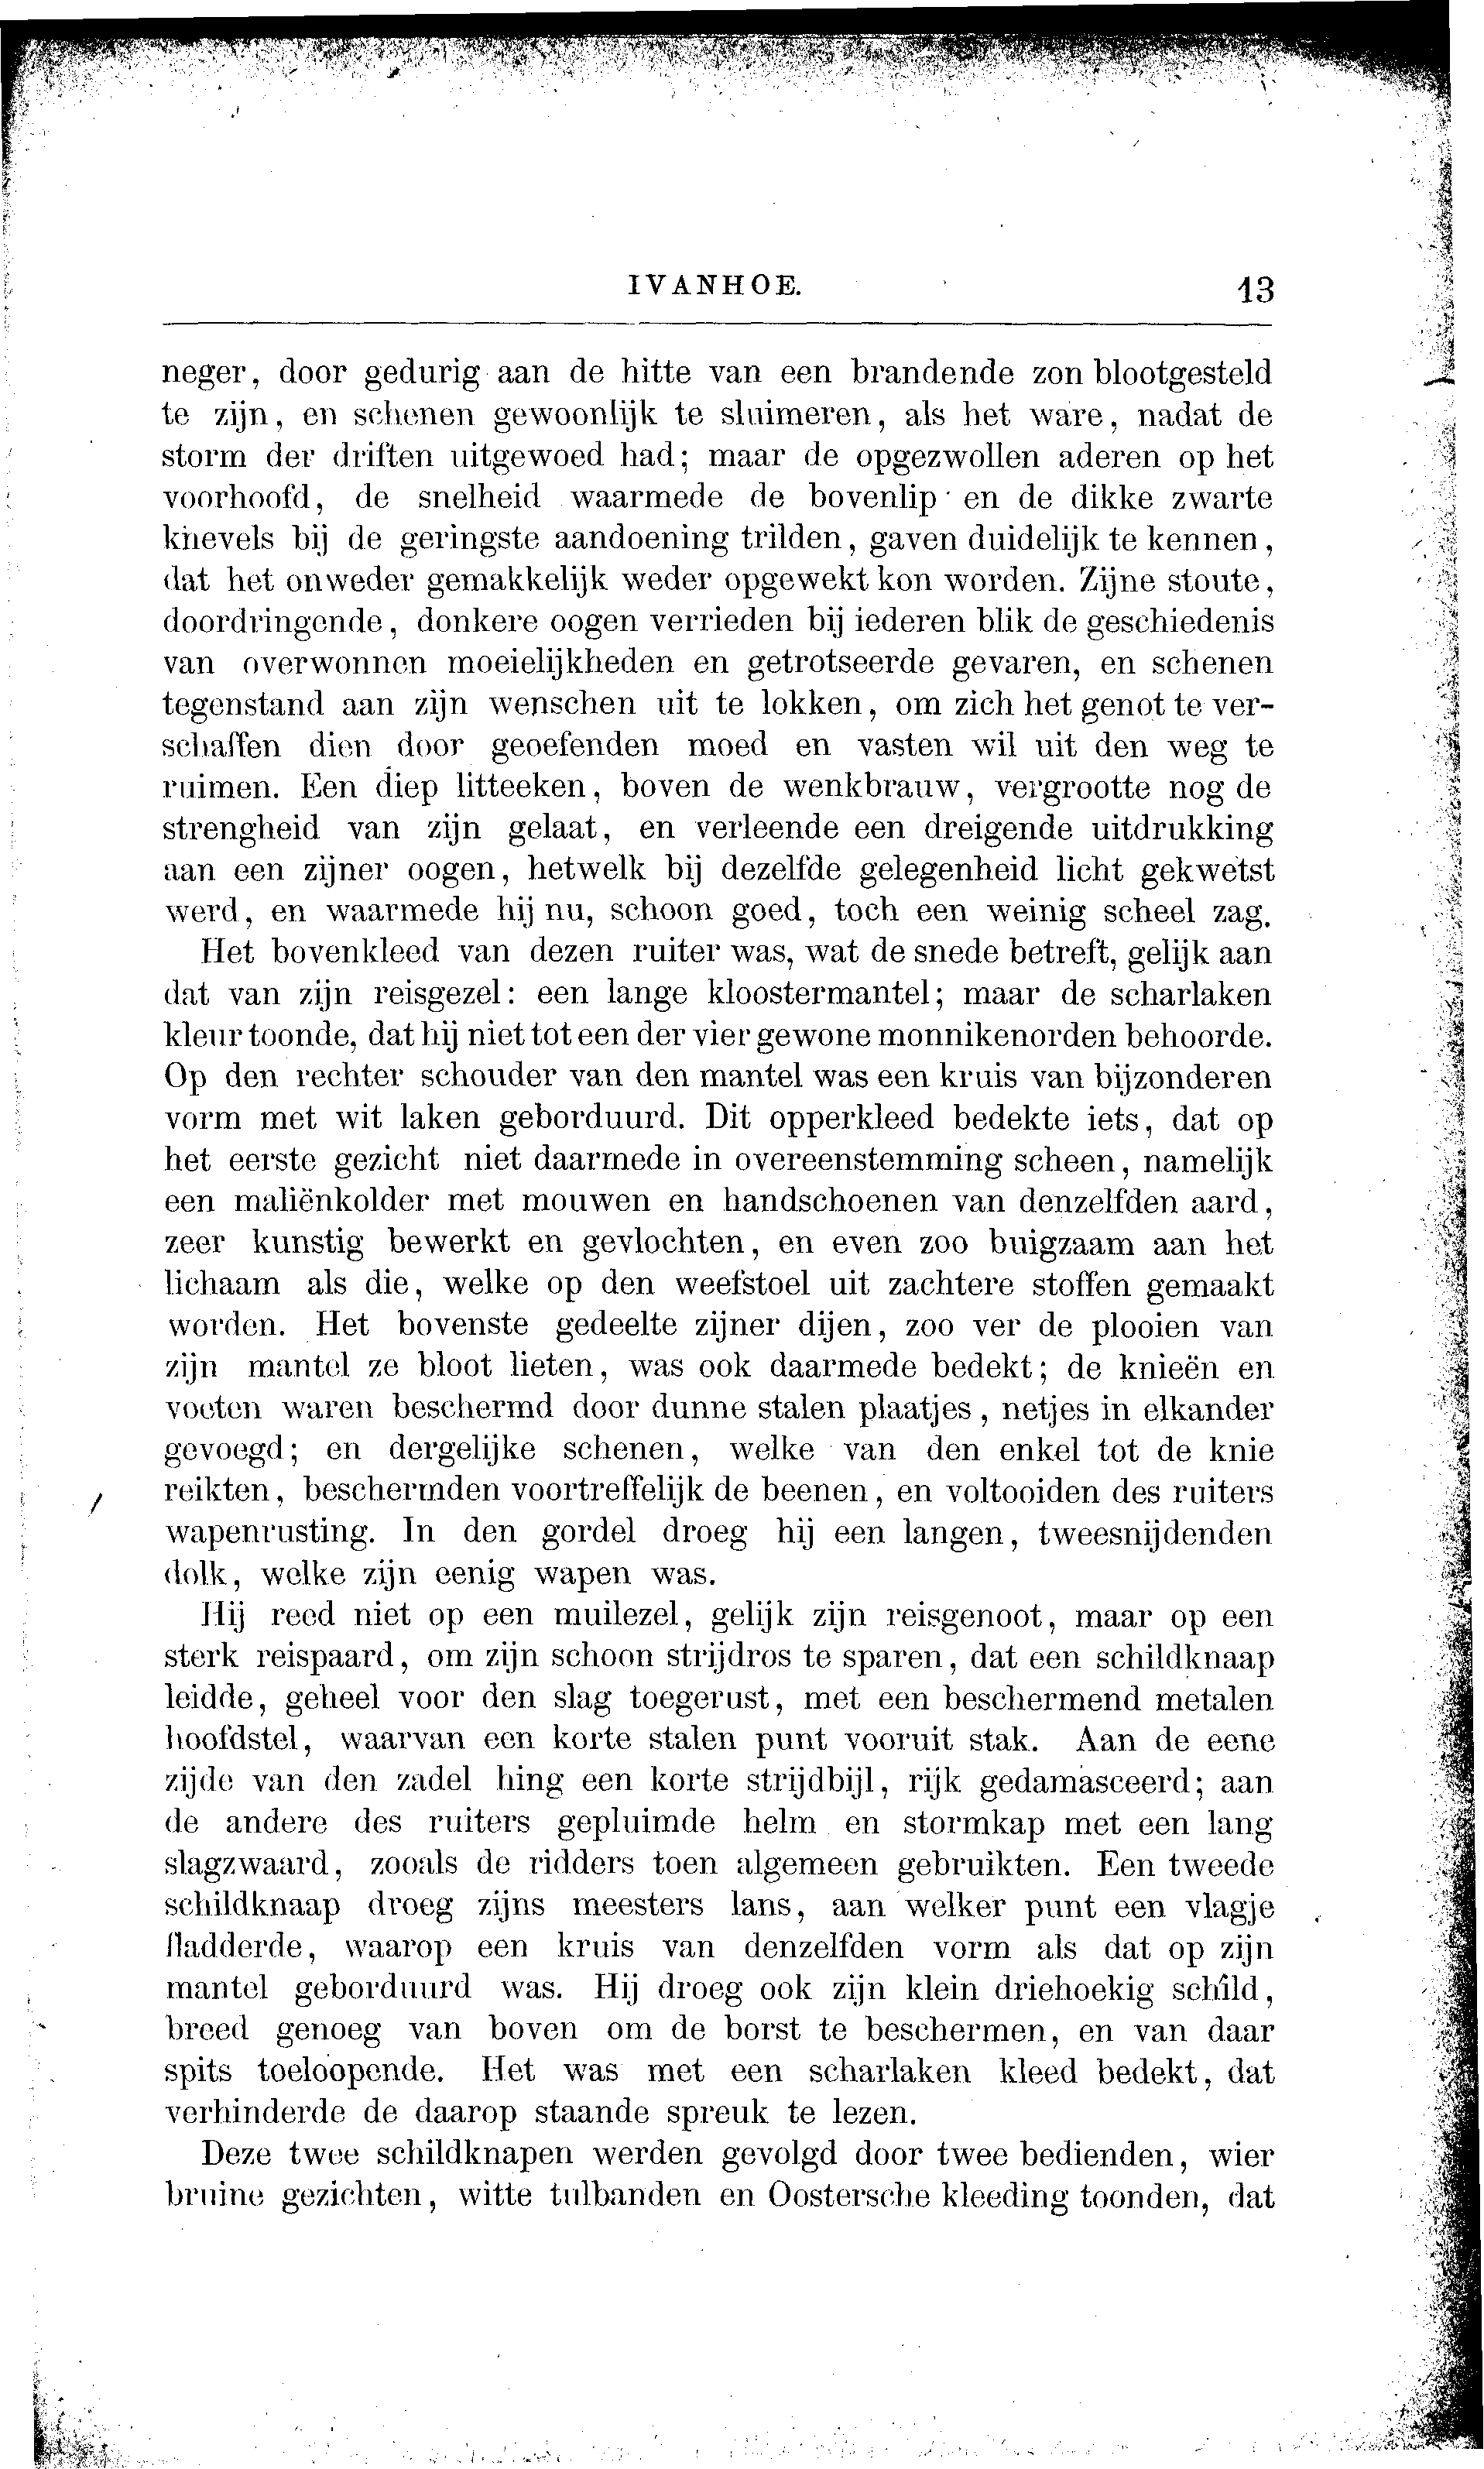 IVANHOE. 13
neger, door gedurig aan de hitte van een brandende zon blootgesteld
te zijn, en schenen gewoonlijk te sluimeren, als het ware, nadat de
storm der driften uitgewoed had; maar de opgezwollen aderen op het
voorhoofd, de snelheid waarmede de bovenlip en de dikke zwarte
knevels bij de geringste aandoening trilden, gaven duidelijk te kennen,
dat het onweder gemakkelijk weder opgewekt kon worden. Zijne stoute,
doordringende, donkere oogen verrieden bij iederen blik de geschiedenis
van overwonnen moeielijkheden en getrotseerde gevaren, en schenen
tegenstand aan zijn wenschen uit te lokken, om zich het genot te ver-
schaffen dien door geoefenden moed en vasten wil uit den weg te
ruimen. Een diep litteeken, boven de wenkbrauw, vergrootte nog de
strengheid van zijn gelaat, en verleende een dreigende uitdrukking
aan een zijner oogen, hetwelk bij dezelfde gelegenheid licht gekwetst
werd, en waarmede hij nu, schoon goed, toch een weinig scheel zag.
Het bovenkleed van dezen ruiter was, wat de snede betreft, gelijk aan
dat van zijn reisgezel: een lange kloostermantel; maar de scharlaken
kleur toonde, dat hij niet tot een der vier gewone monnikenorden behoorde.
Op den rechter schouder van den mantel was een kruis van bijzonderen
vorm met wit laken geborduurd. Dit opperkleed bedekte iets, dat op
het eerste gezicht niet daarmede in overeenstemming scheen, namelijk
een maliënkolder met mouwen en handschoenen van denzelfden aard,
zeer kunstig bewerkt en gevlochten, en even zoo buigzaam aan het
lichaam als die, welke op den weefstoel uit zachtere stoffen gemaakt
worden. Het bovenste gedeelte zijner dijen, zoo ver de plooien van
zijn mantel ze bloot lieten, was ook daarmede bedekt; de knieën en
voeten waren beschermd door dunne stalen plaatjes, netjes in elkander
gevoegd; en dergelijke schenen, welke van den enkel tot de knie
reikten, beschermden voortreffelijk de beenen, en voltooiden des ruiters
wapenrusting. In den gordel droeg hij een langen, tweesnijdenden
dolk, welke zijn eenig wapen was.
Hij reed niet op een muilezel, gelijk zijn reisgenoot, maar op een
sterk reispaard, om zijn schoon strijdros te sparen, dat een schildknaap
leidde, geheel voor den slag toegerust, met een beschermend metalen
hoofdstel, waarvan een korte stalen punt vooruit stak. Aan de eene
zijde van den zadel hing een korte strijdbijl, rijk gedamasceerd; aan
de andere des ruiters gepluimde helm en stormkap met een lang
slagzwaard, zooals de ridders toen algemeen gebruikten. Een tweede
schildknaap droeg zijns meesters lans, aan welker punt een vlagje
fladderde, waarop een kruis van denzelfden vorm als dat op zijn
mantel geborduurd was. Hij droeg ook zijn klein driehoekig schild,
breed genoeg van boven om de borst te beschermen, en van daar
spits toeloopende. Het was met een scharlaken kleed bedekt, dat
verhinderde de daarop staande spreuk te lezen.
Deze twee schildknapen werden gevolgd door twee bedienden, wier
bruine gezichten, witte tulbanden en Oostersche kleeding toonden, dat